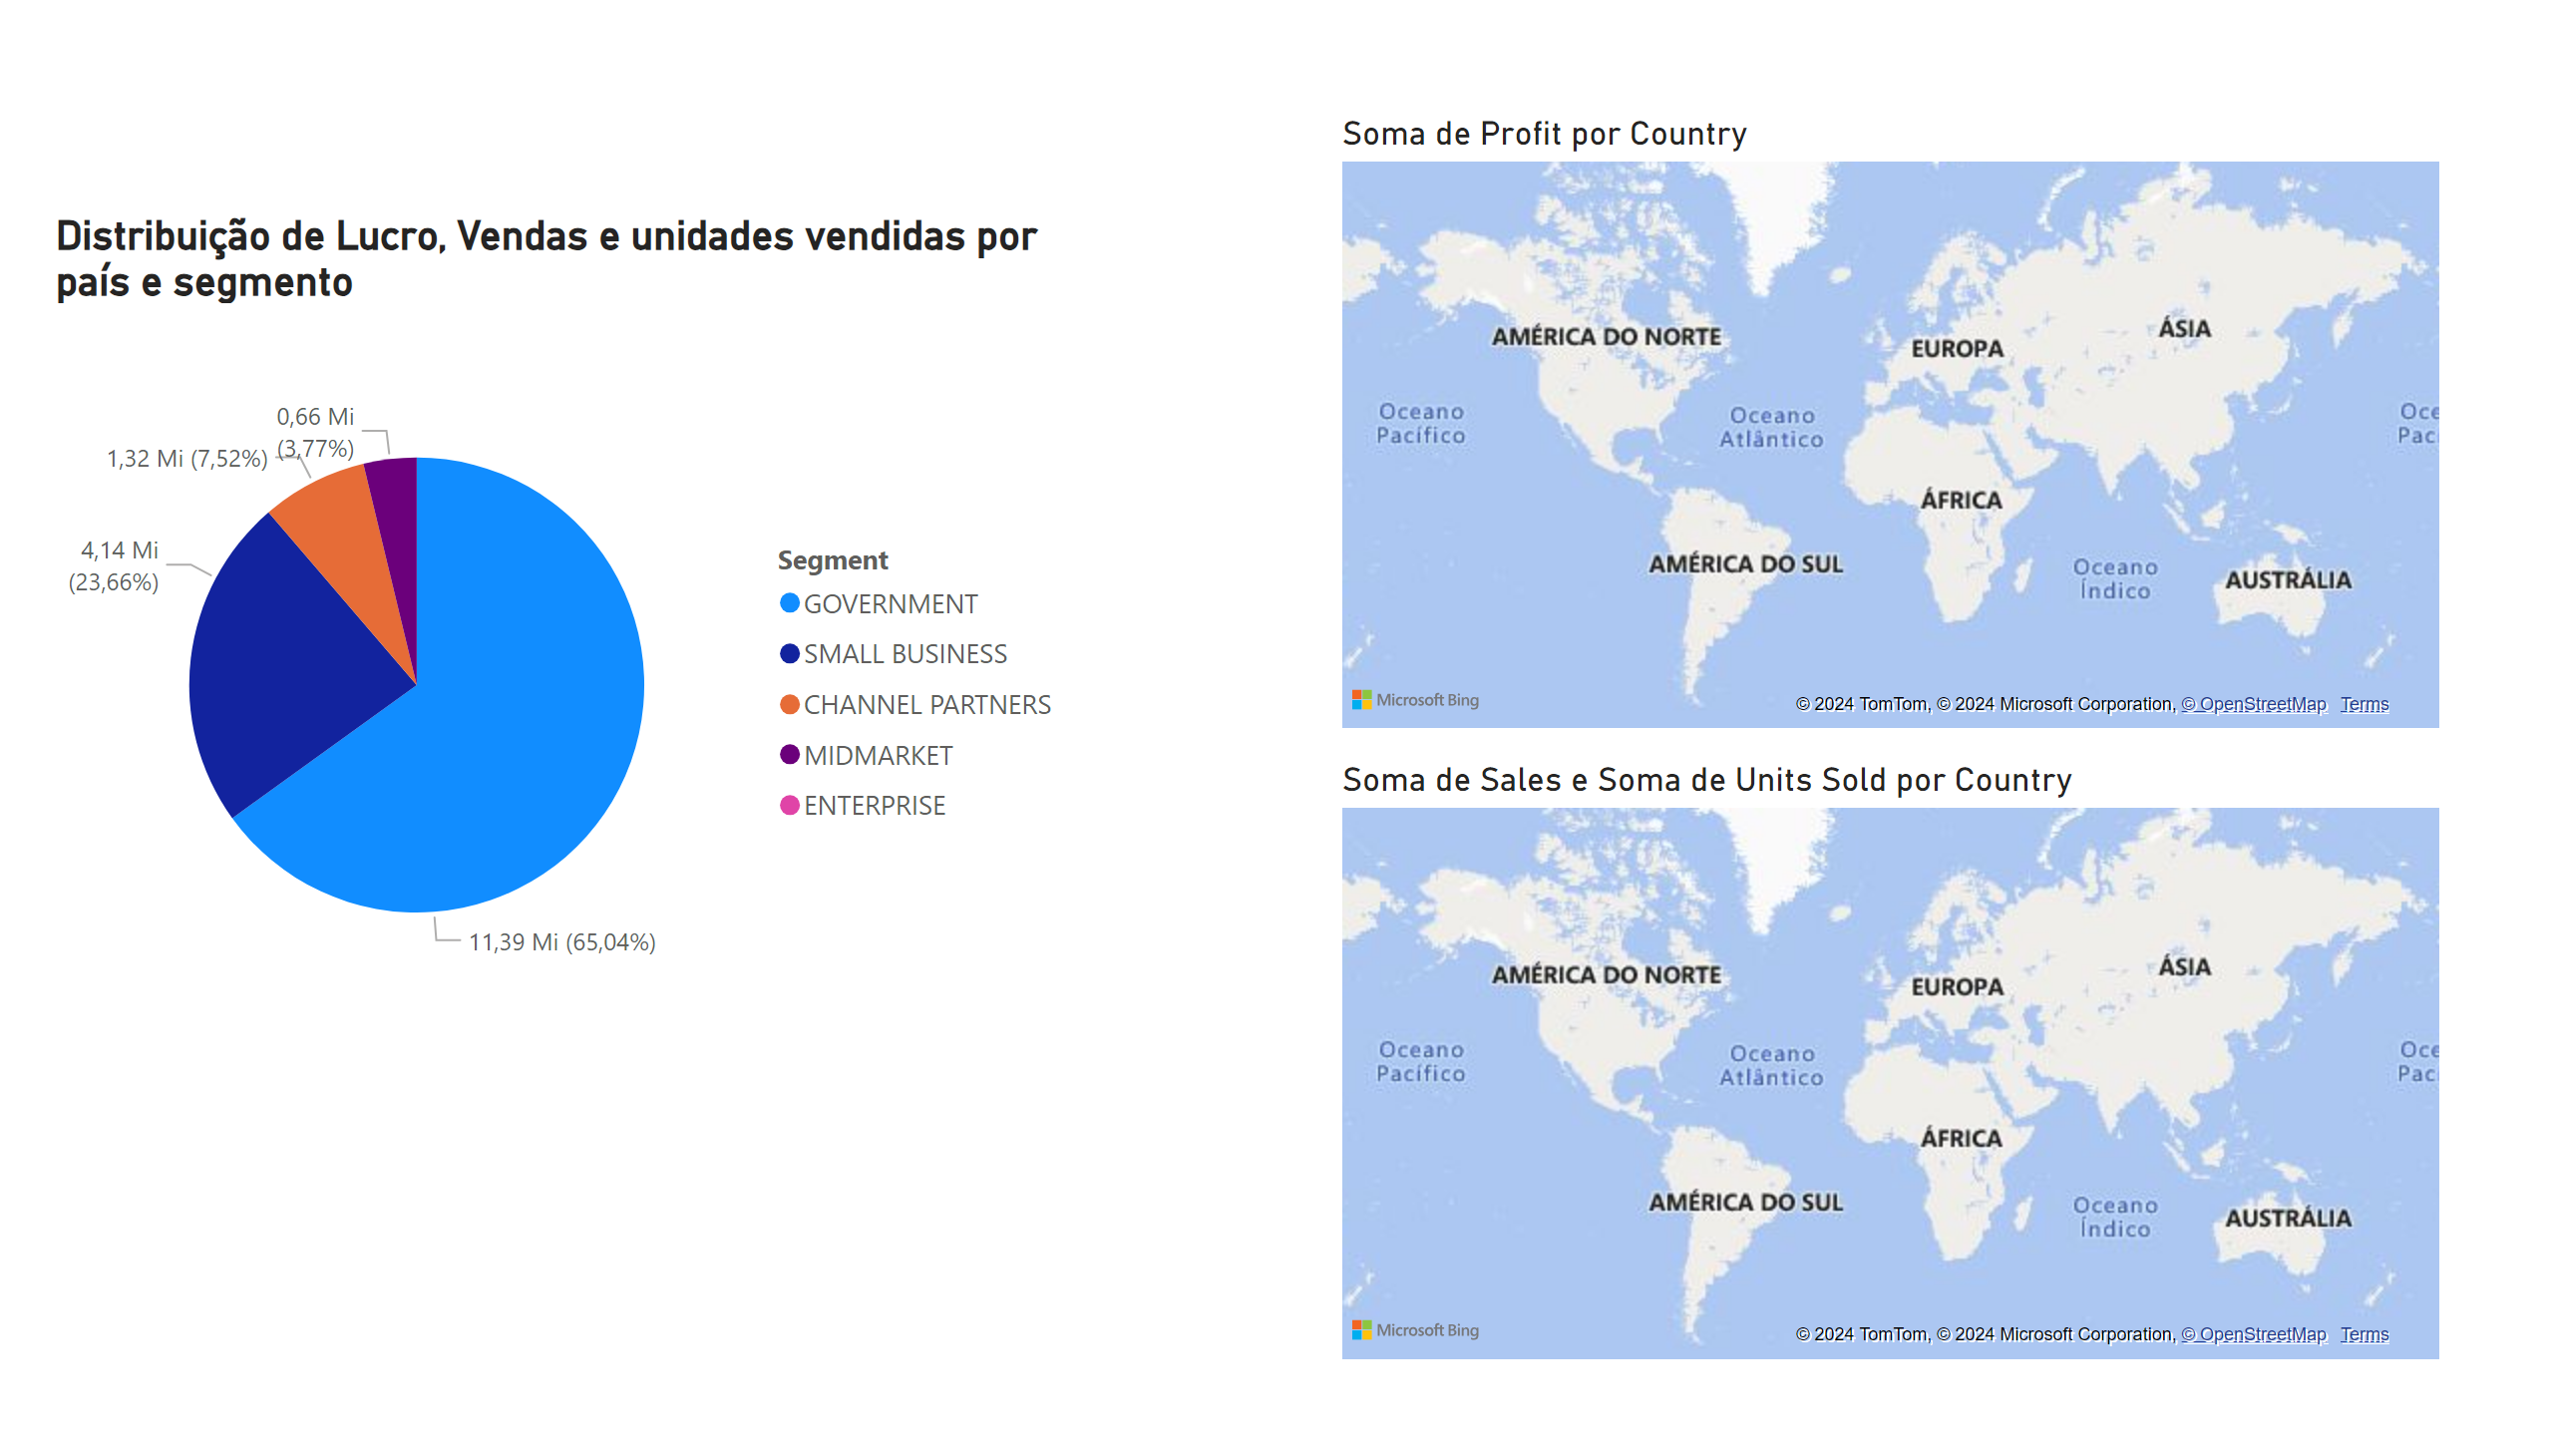 Distribuição de Lucro, Vendas e unidades vendidas por
país e segmento
0,66 Mi
(3,77%)
1,32 Mi (7,52%)
4,14 Mi
(23,66%)
11,39 Mi (65,04%)
Segment
GOVERNMENT
SMALL BUSINESS
CHANNEL PARTNERS
MIDMARKET
ENTERPRISE
Soma de Profit por Country
AMÉRICA DO NORTE
EUROPA
ÁSIA
Oceano
Pacífico
Oceano
Atlântico
Oce
Pac
ÁFRICA
AMÉRICA DO SUL
Oceano
Índico
AUSTRÁLIA
Microsoft Bing
© 2024 TomTom, © 2024 Microsoft Corporation, © OpenStreetMap Terms
Soma de Sales e Soma de Units Sold por Country
AMÉRICA DO NORTE
EUROPA
ÁSIA
Oceano
Pacífico
Oceano
Atlântico
Oce
Pac
ÁFRICA
AMÉRICA DO SUL
Oceano
Índico
AUSTRÁLIA
Microsoft Bing
© 2024 TomTom, © 2024 Microsoft Corporation, © OpenStreetMap Terms